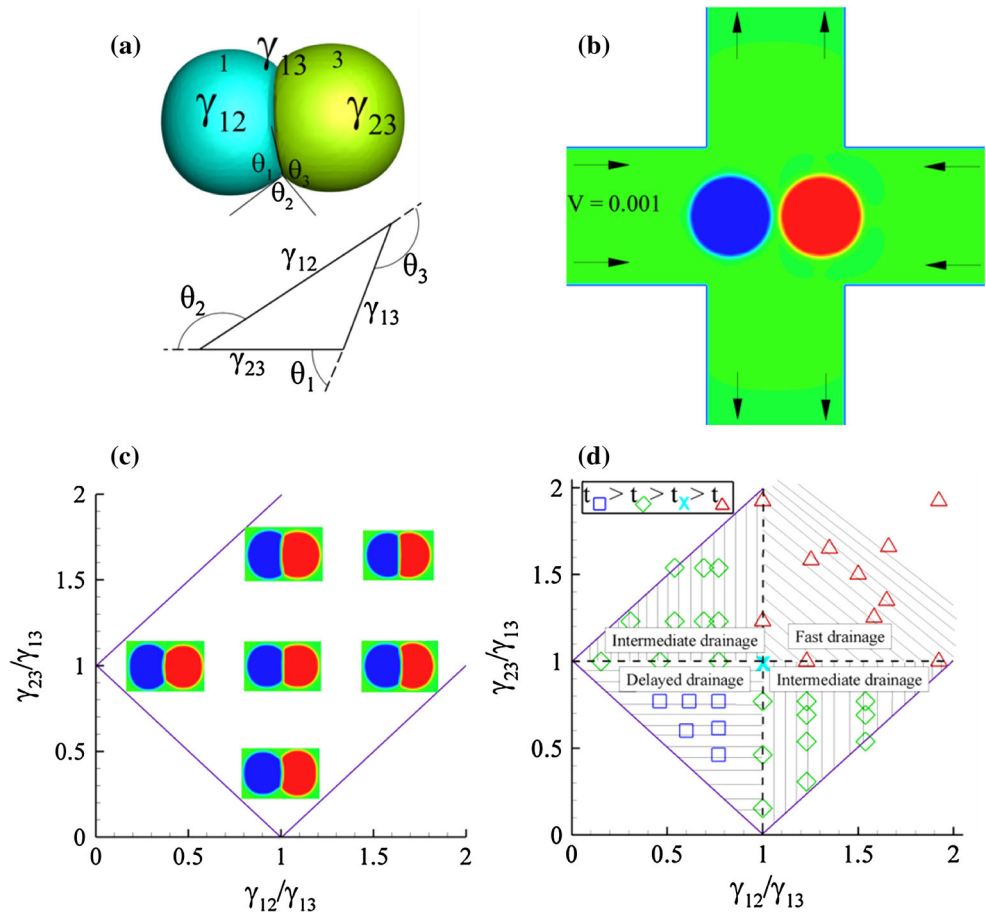 (a)
1
γ13
3
γ12
γ23
θ1
θ3
θ2
γ12
θ3
θ2
γ13
γ23
θ1
(b)
V = 0.001
(c)
2
1.5
1
0.5
0
0
0.5
1
1.5
2
γ23/γ13
γ12/γ13
(d)
t□ > t◇ > tX > t△
2
1.5
1
0.5
0
0
0.5
1
1.5
2
γ23/γ13
γ12/γ13
Intermediate drainage
Fast drainage
Delayed drainage
Intermediate drainage